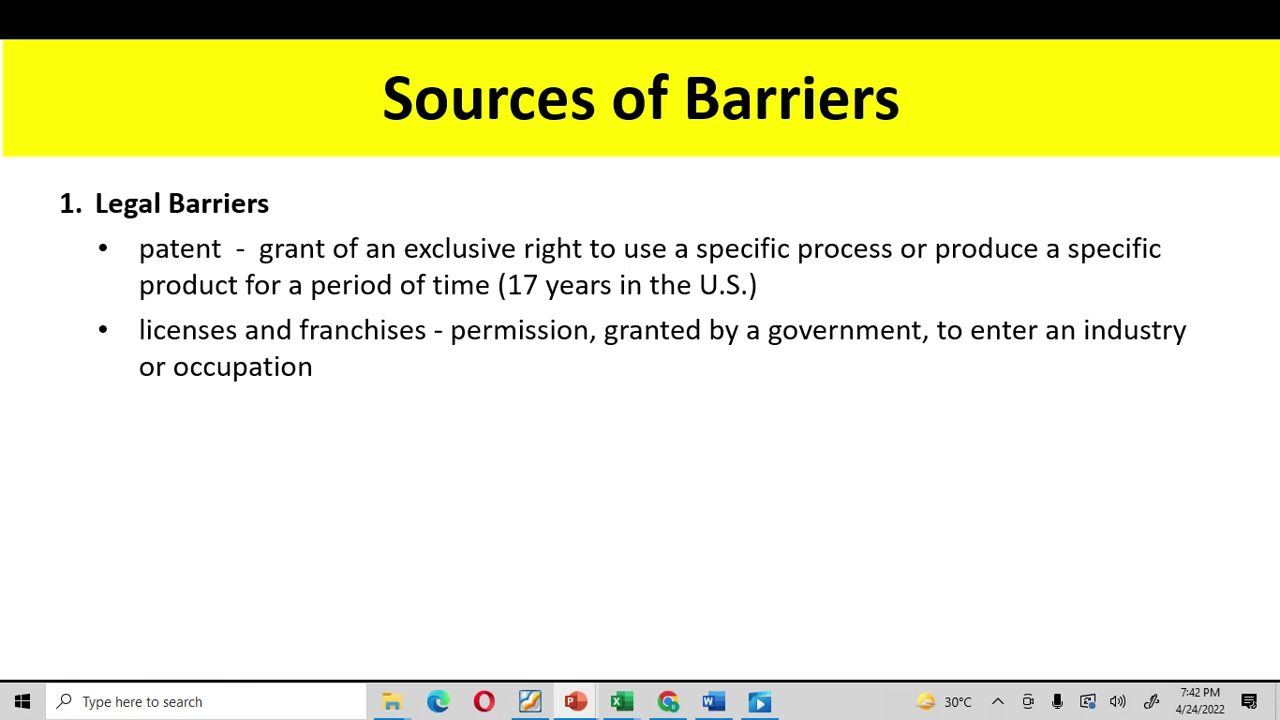 Sources of Barriers
1. Legal Barriers
• patent - grant of an exclusive right to use a specific process or produce a specific
product for a period of time (17 years in the U.S.)
• licenses and franchises - permission, granted by a government, to enter an industry
or occupation
Type here to search
30°C
7:42 PM
4/24/2022